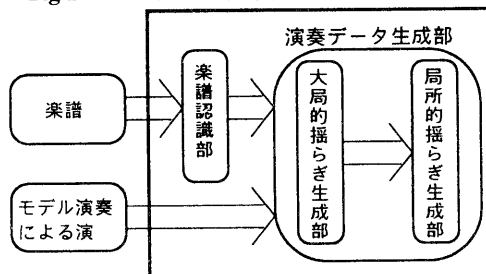 演奏データ生成部
楽譜
楽譜認識部
大局的揺らぎ生成部
局所的揺らぎ生成部
モデル演奏
による演